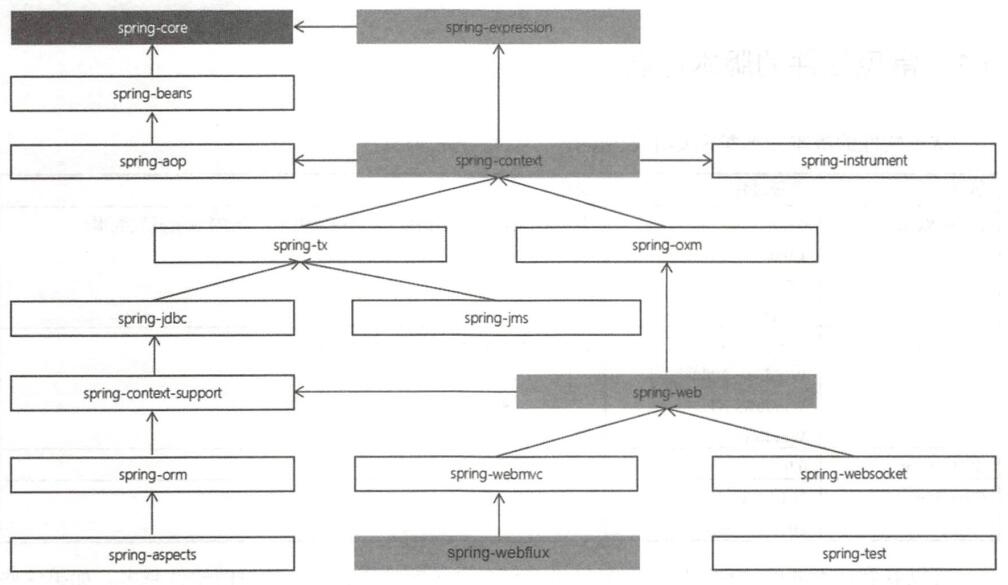 spring-core
spring-expression
spring-beans
spring-aop
spring-context
spring-instrument
spring-tx
spring-oxm
spring-jdbc
spring-jms
spring-context-support
spring-web
spring-orm
spring-webmvc
spring-websocket
spring-aspects
spring-webflux
spring-test